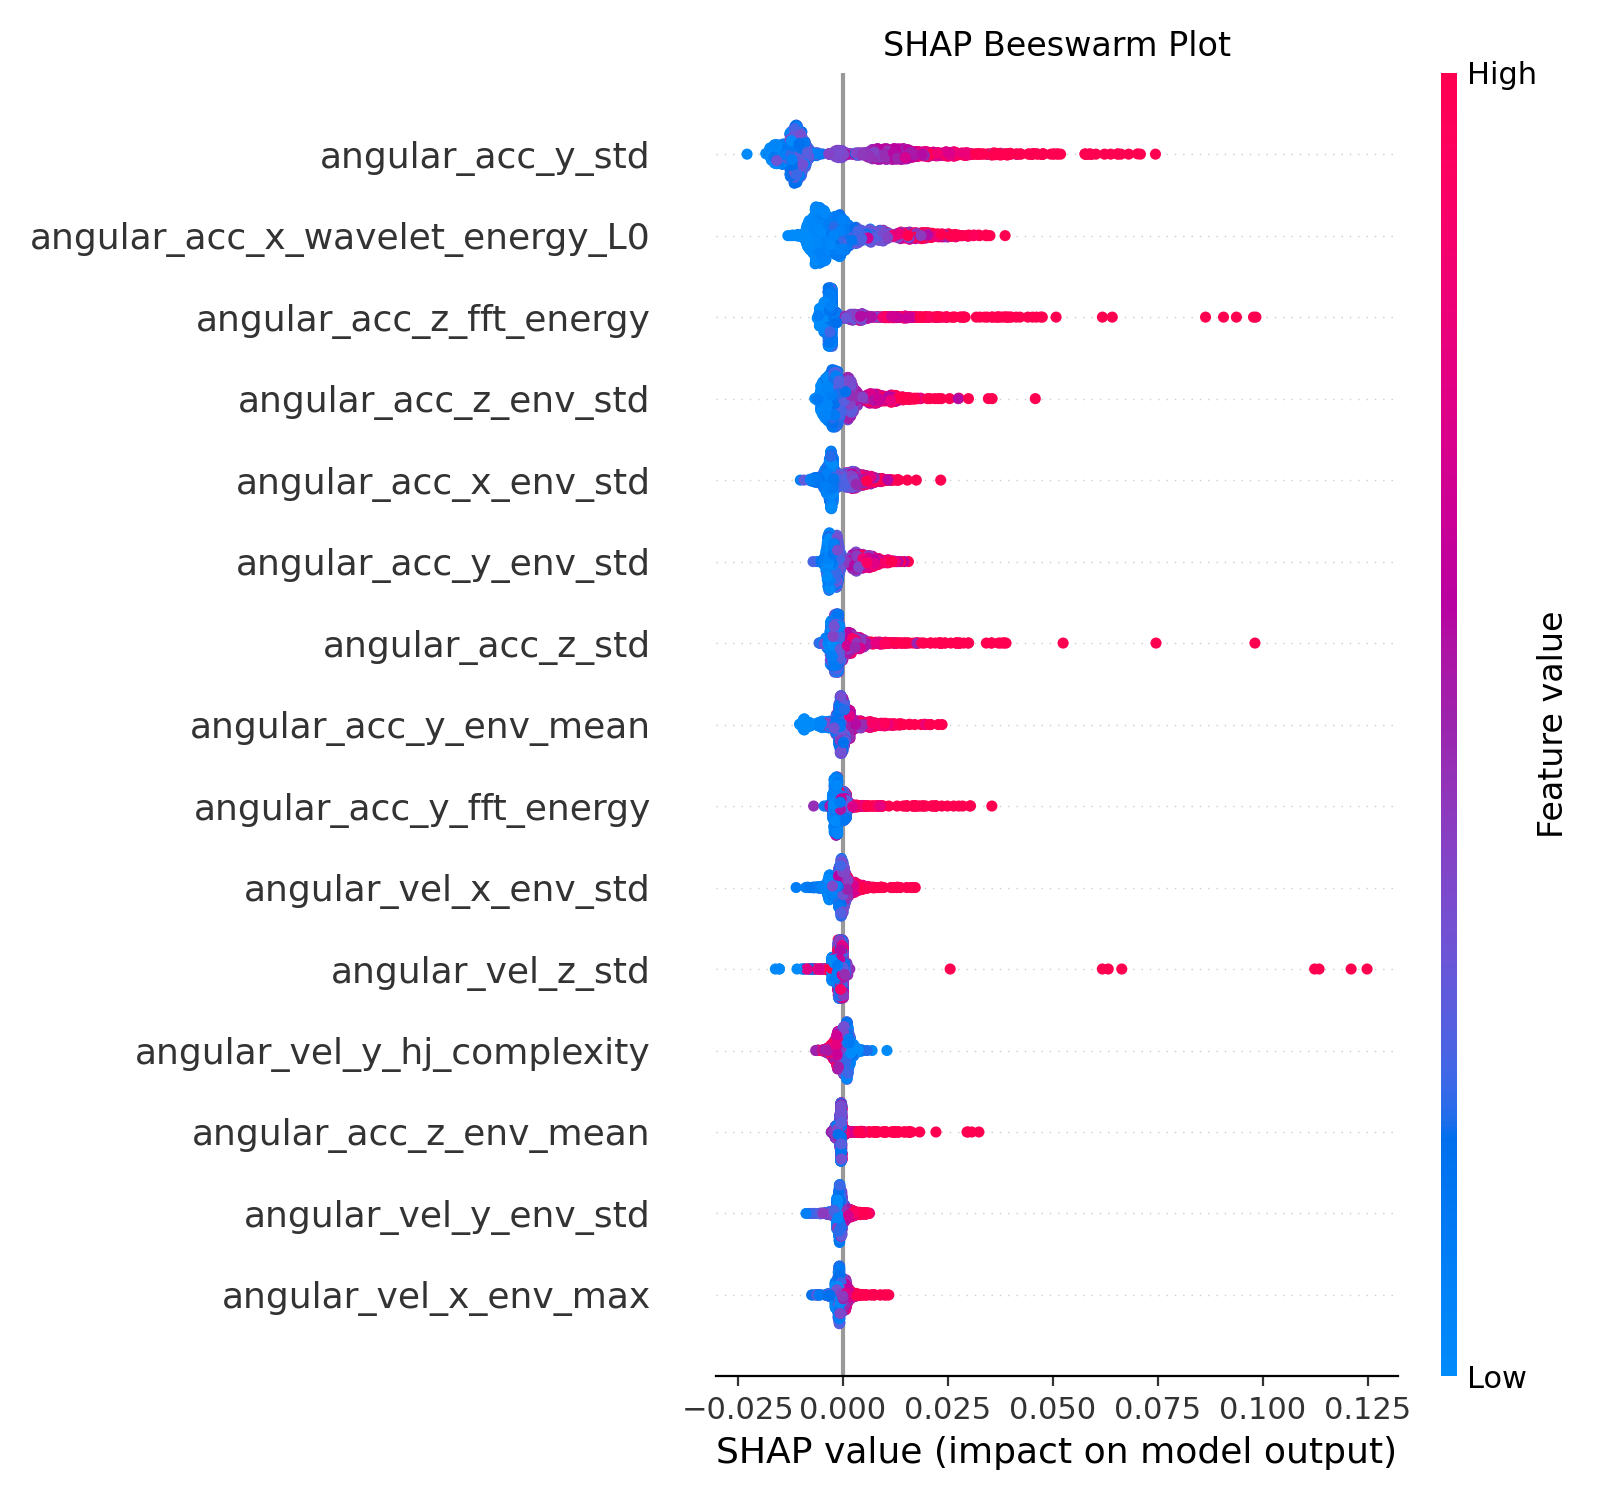 SHAP Beeswarm Plot
High
angular_acc_y_std
angular_acc_x_wavelet_energy_L0
angular_acc_z_fft_energy
angular_acc_z_env_std
angular_acc_x_env_std
angular_acc_y_env_std
angular_acc_z_std
angular_acc_y_env_mean
angular_acc_y_fft_energy
angular_vel_x_env_std
angular_vel_z_std
angular_vel_y_hj_complexity
angular_acc_z_env_mean
angular_vel_y_env_std
angular_vel_x_env_max
Feature value
Low
−0.025 0.000 0.025 0.050 0.075 0.100 0.125
SHAP value (impact on model output)